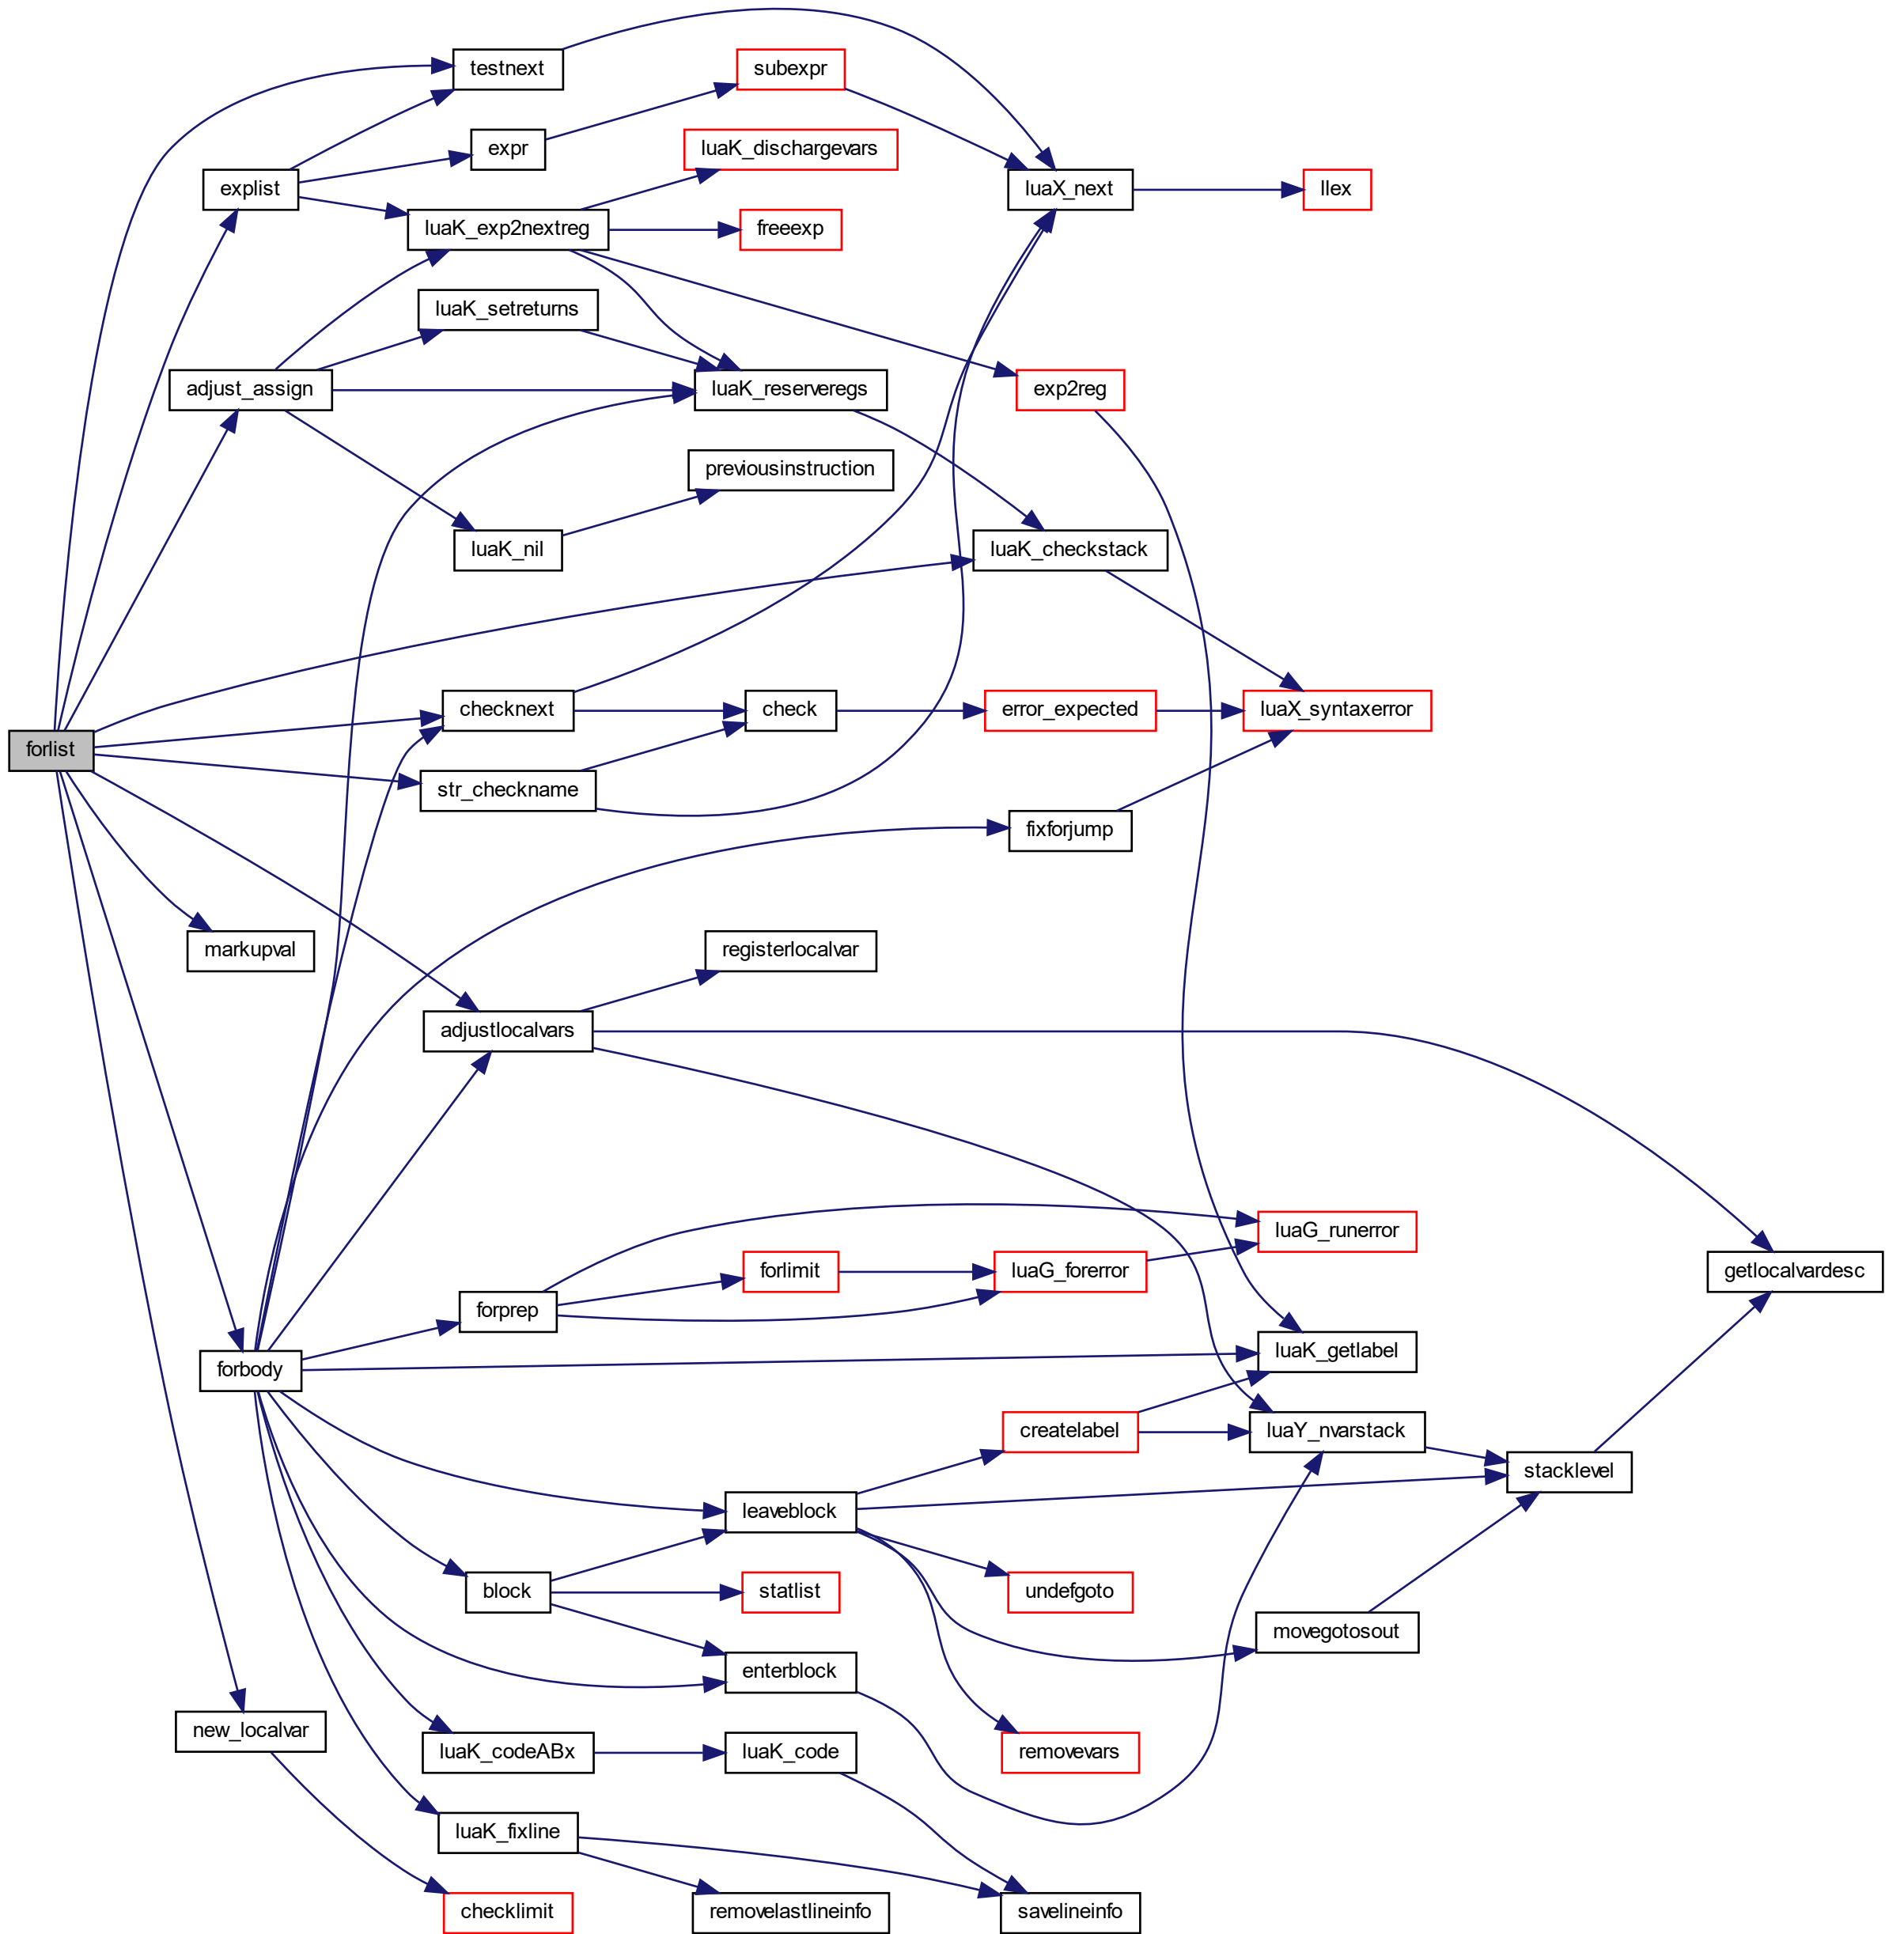 testnext
subexpr
expr
luaK_dischargevars
explist
luaX_next
llex
luaK_exp2nextreg
freeexp
luaK_setreturns
adjust_assign
luaK_reserveregs
exp2reg
previousinstruction
luaK_nil
luaK_checkstack
checknext
check
error_expected
luaX_syntaxerror
forlist
str_checkname
fixforjump
markupval
registerlocalvar
adjustlocalvars
luaG_runerror
forlimit
luaG_forerror
getlocalvardesc
forprep
luaK_getlabel
forbody
createlabel
luaY_nvarstack
stacklevel
leaveblock
block
statlist
undefgoto
movegotosout
enterblock
new_localvar
luaK_codeABx
luaK_code
removevars
luaK_fixline
checklimit
removelastlineinfo
savelineinfo